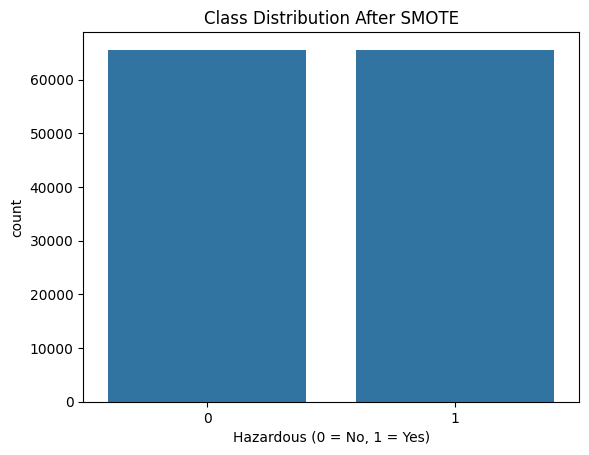 Class Distribution After SMOTE
60000
50000
40000
30000
20000
10000
0
count
0 1
Hazardous (0 = No, 1 = Yes)